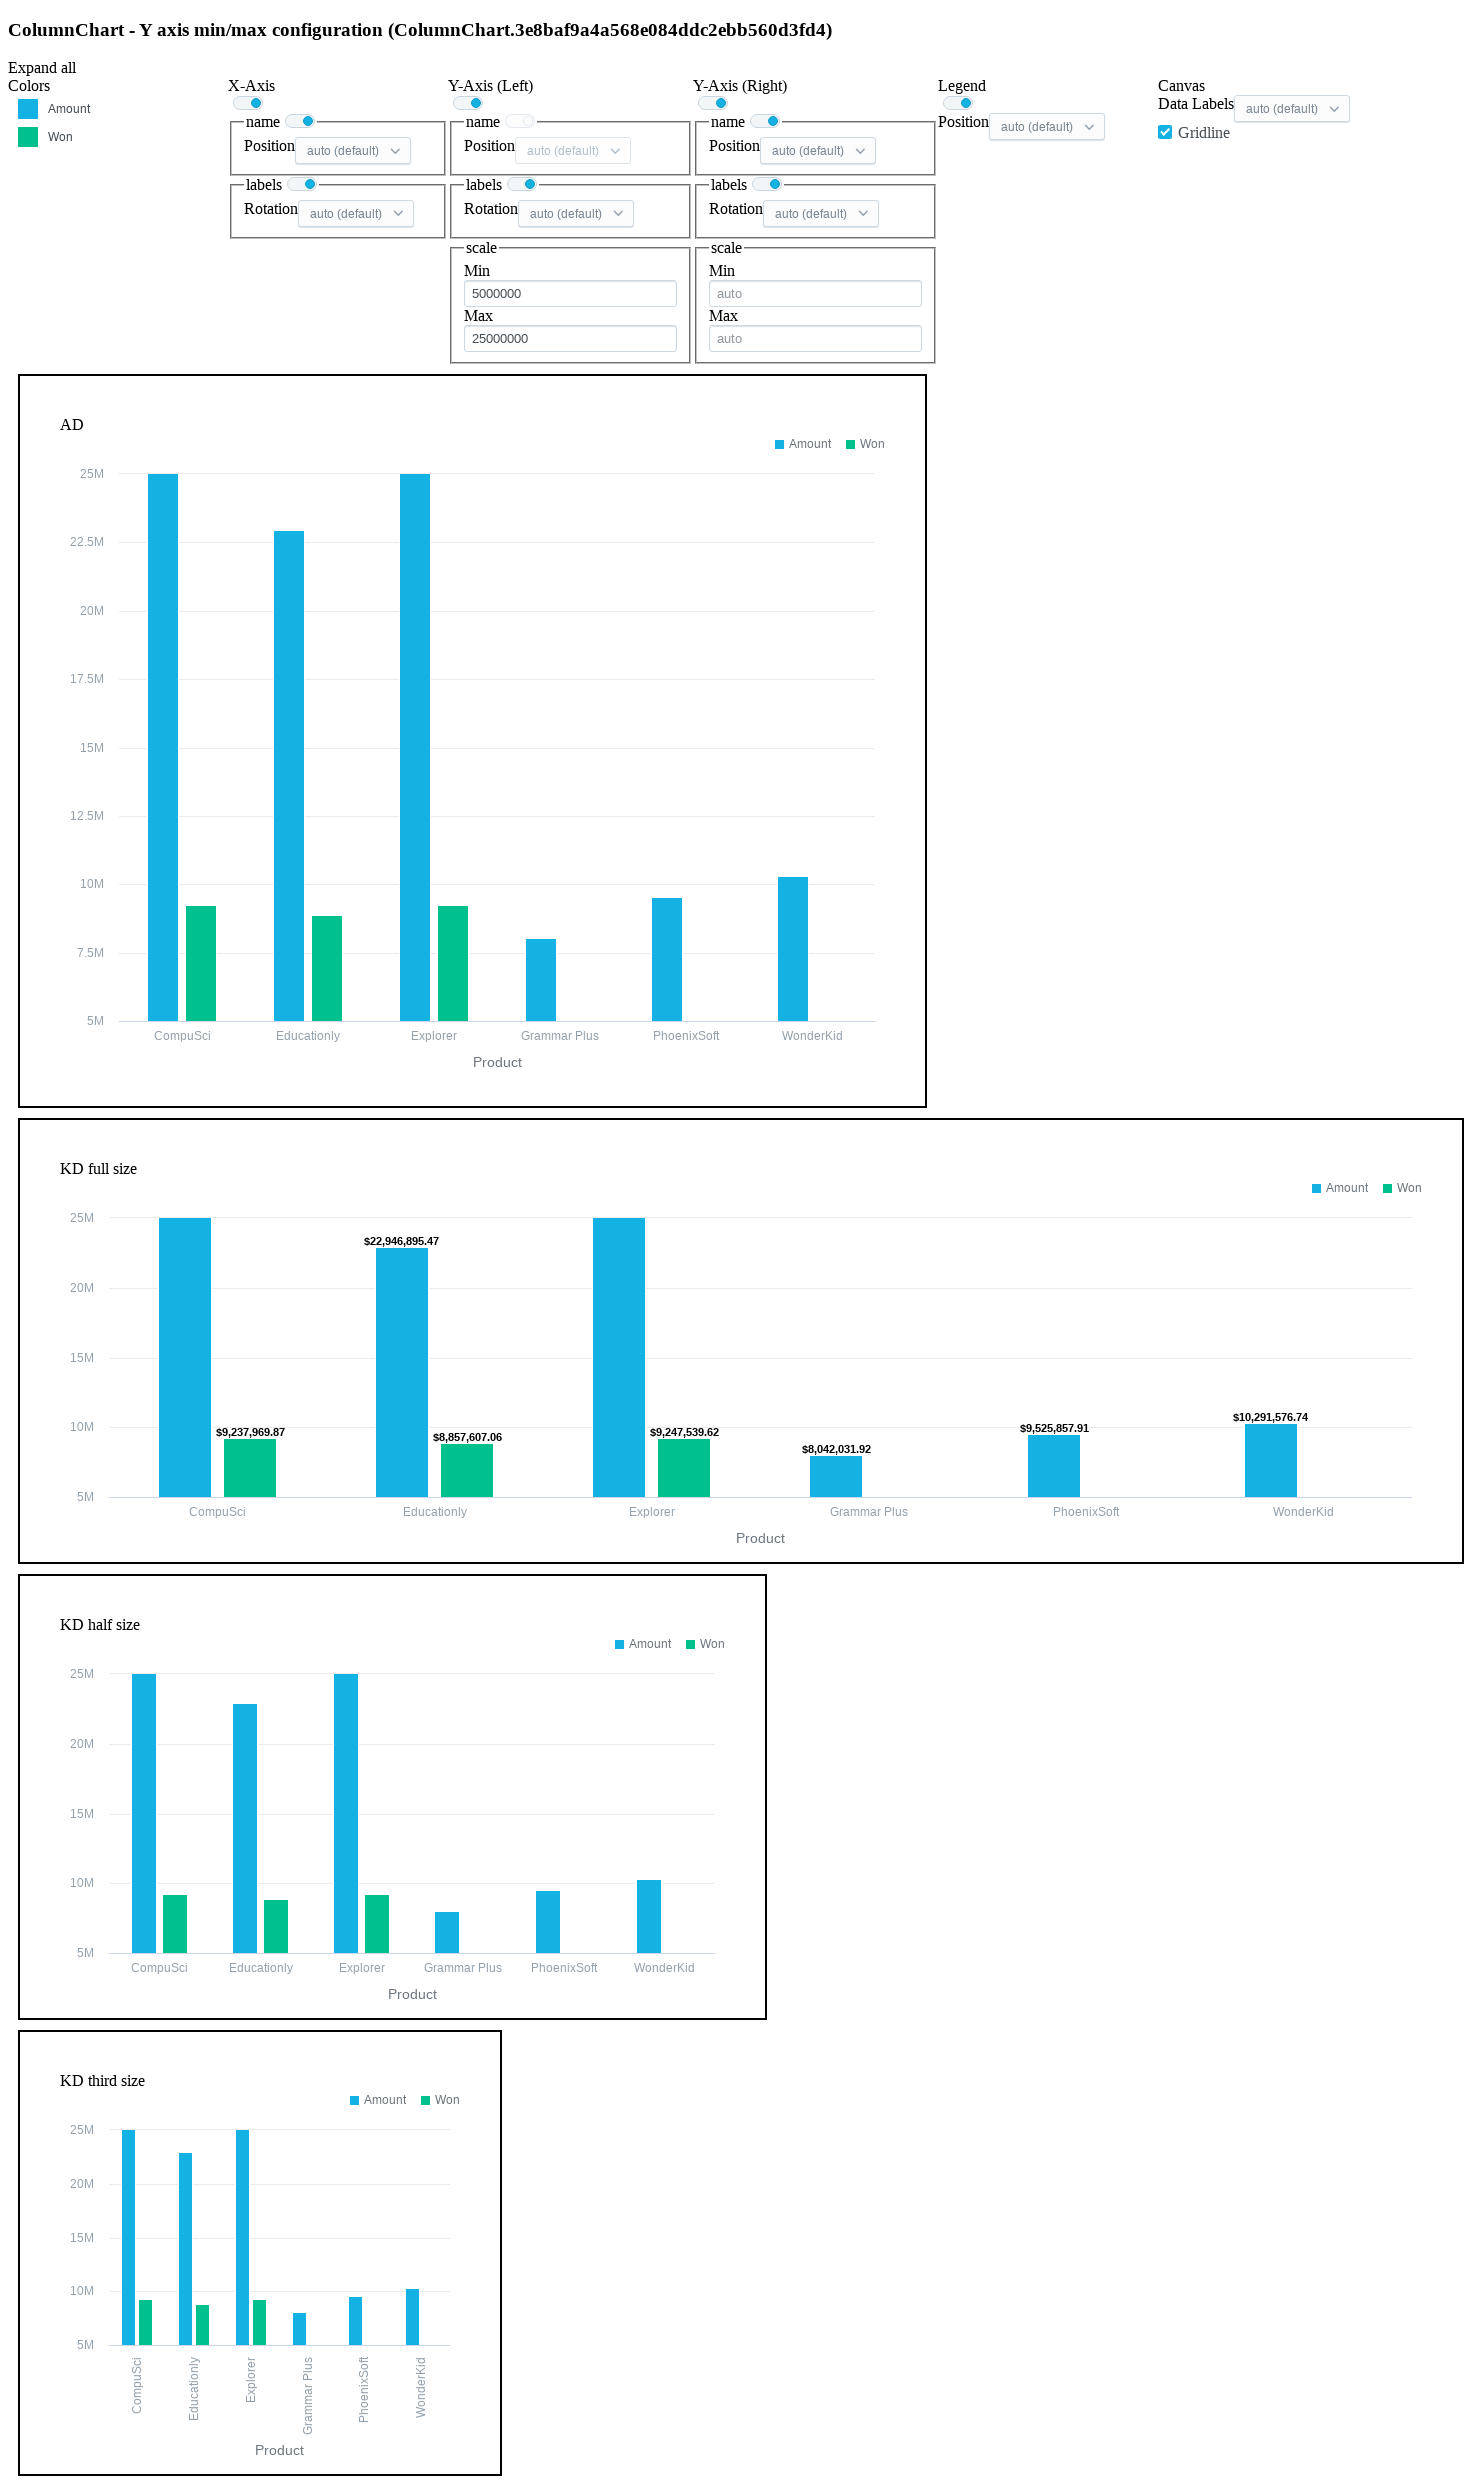 ColumnChart - Y axis min/max configuration (ColumnChart.3e8baf9a4a568e084ddc2ebb560d3fd4)
Expand all
Colors
Amount
Won
X-Axis
name
Position auto (default)
labels
Rotation auto (default)
Y-Axis (Left)
name
Position auto (default)
labels
Rotation auto (default)
scale
Min
5000000
Max
25000000
Y-Axis (Right)
name
Position auto (default)
labels
Rotation auto (default)
scale
Min
auto
Max
auto
Legend
Position auto (default)
Canvas
Data Labels auto (default)
Gridline
AD
Amount Won
25M
22.5M
20M
17.5M
15M
12.5M
10M
7.5M
5M
CompuSci Educationly Explorer Grammar Plus PhoenixSoft WonderKid
Product
KD full size
Amount Won
25M
$22,946,895.47
20M
15M
10M
$10,291,576.74
$9,525,857.91
$9,237,969.87 $9,247,539.62
$8,857,607.06
$8,042,031.92
5M
CompuSci Educationly Explorer Grammar Plus PhoenixSoft WonderKid
Product
KD half size
Amount Won
25M
20M
15M
10M
5M
CompuSci Educationly Explorer Grammar Plus PhoenixSoft WonderKid
Product
KD third size
Amount Won
25M
20M
15M
10M
5M
CompuSci
Educationly
Explorer
Grammar Plus
PhoenixSoft
WonderKid
Product